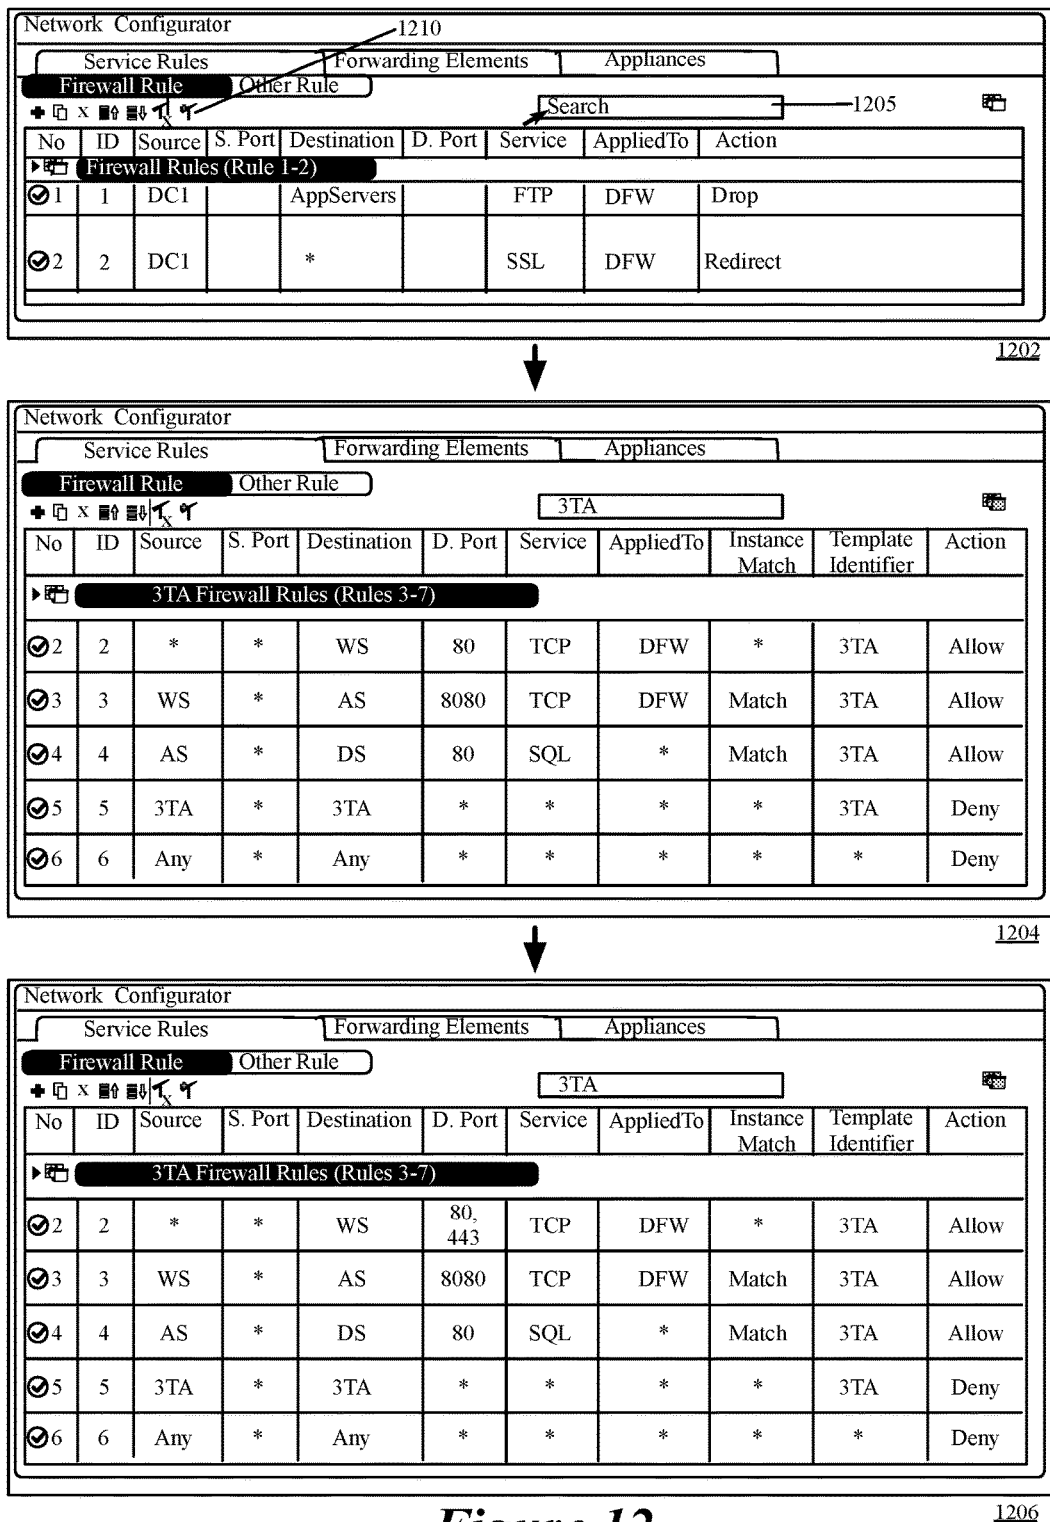 Network Configurator
1210
Service Rules Forwarding Elements Appliances
Firewall Rule Other Rule
X X Search 1205
No ID Source S. Port Destination D. Port Service AppliedTo Action
Firewall Rules (Rule 1-2)
1 1 DC1 AppServers FTP DFW Drop
2 2 DC1 * SSL DFW Redirect
1202
Network Configurator
Service Rules Forwarding Elements Appliances
Firewall Rule Other Rule
X X 3TA
No ID Source S. Port Destination D. Port Service AppliedTo Instance Match Template Identifier Action
3TA Firewall Rules (Rules 3-7)
2 2 * * WS 80 TCP DFW * 3TA Allow
3 3 WS * AS 8080 TCP DFW Match 3TA Allow
4 4 AS * DS 80 SQL * Match 3TA Allow
5 5 3TA * 3TA * * * * 3TA Deny
6 6 Any * Any * * * * * Deny
1204
Network Configurator
Service Rules Forwarding Elements Appliances
Firewall Rule Other Rule
X X 3TA
No ID Source S. Port Destination D. Port Service AppliedTo Instance Match Template Identifier Action
3TA Firewall Rules (Rules 3-7)
2 2 * * WS 80, 443 TCP DFW * 3TA Allow
3 3 WS * AS 8080 TCP DFW Match 3TA Allow
4 4 AS * DS 80 SQL * Match 3TA Allow
5 5 3TA * 3TA * * * * 3TA Deny
6 6 Any * Any * * * * * Deny
1206
Figure 12